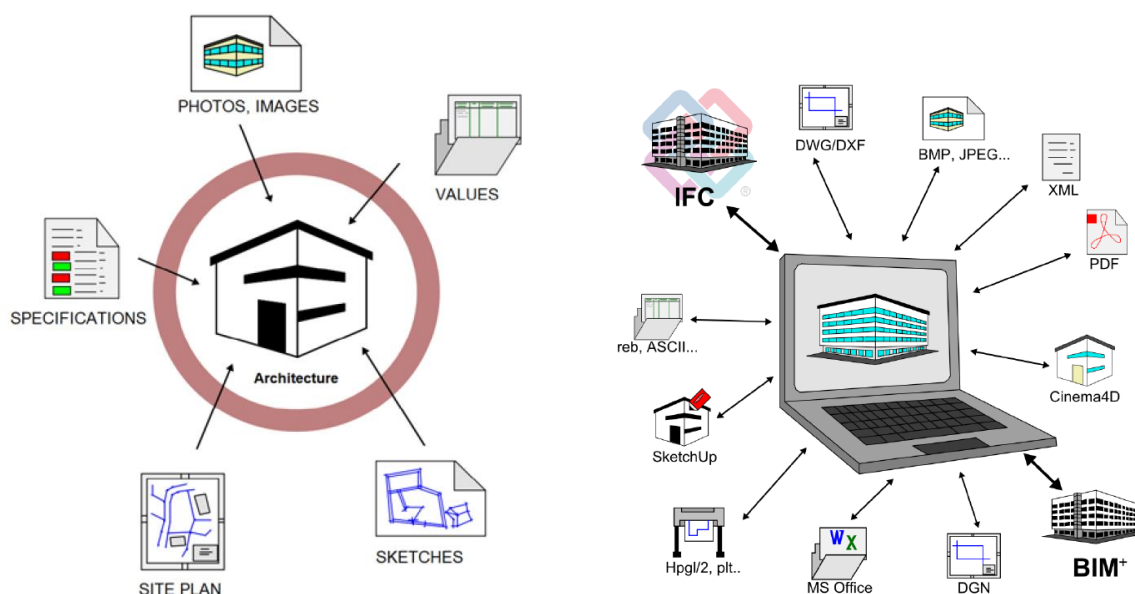 PHOTOS, IMAGES
VALUES
SPECIFICATIONS
Architecture
SITE PLAN
SKETCHES
IFC
®
DWG/DXF
BMP, JPEG...
XML
PDF
reb, ASCII...
Cinema4D
SketchUp
Hpgl/2, plt..
W X
MS Office
DGN
BIM+